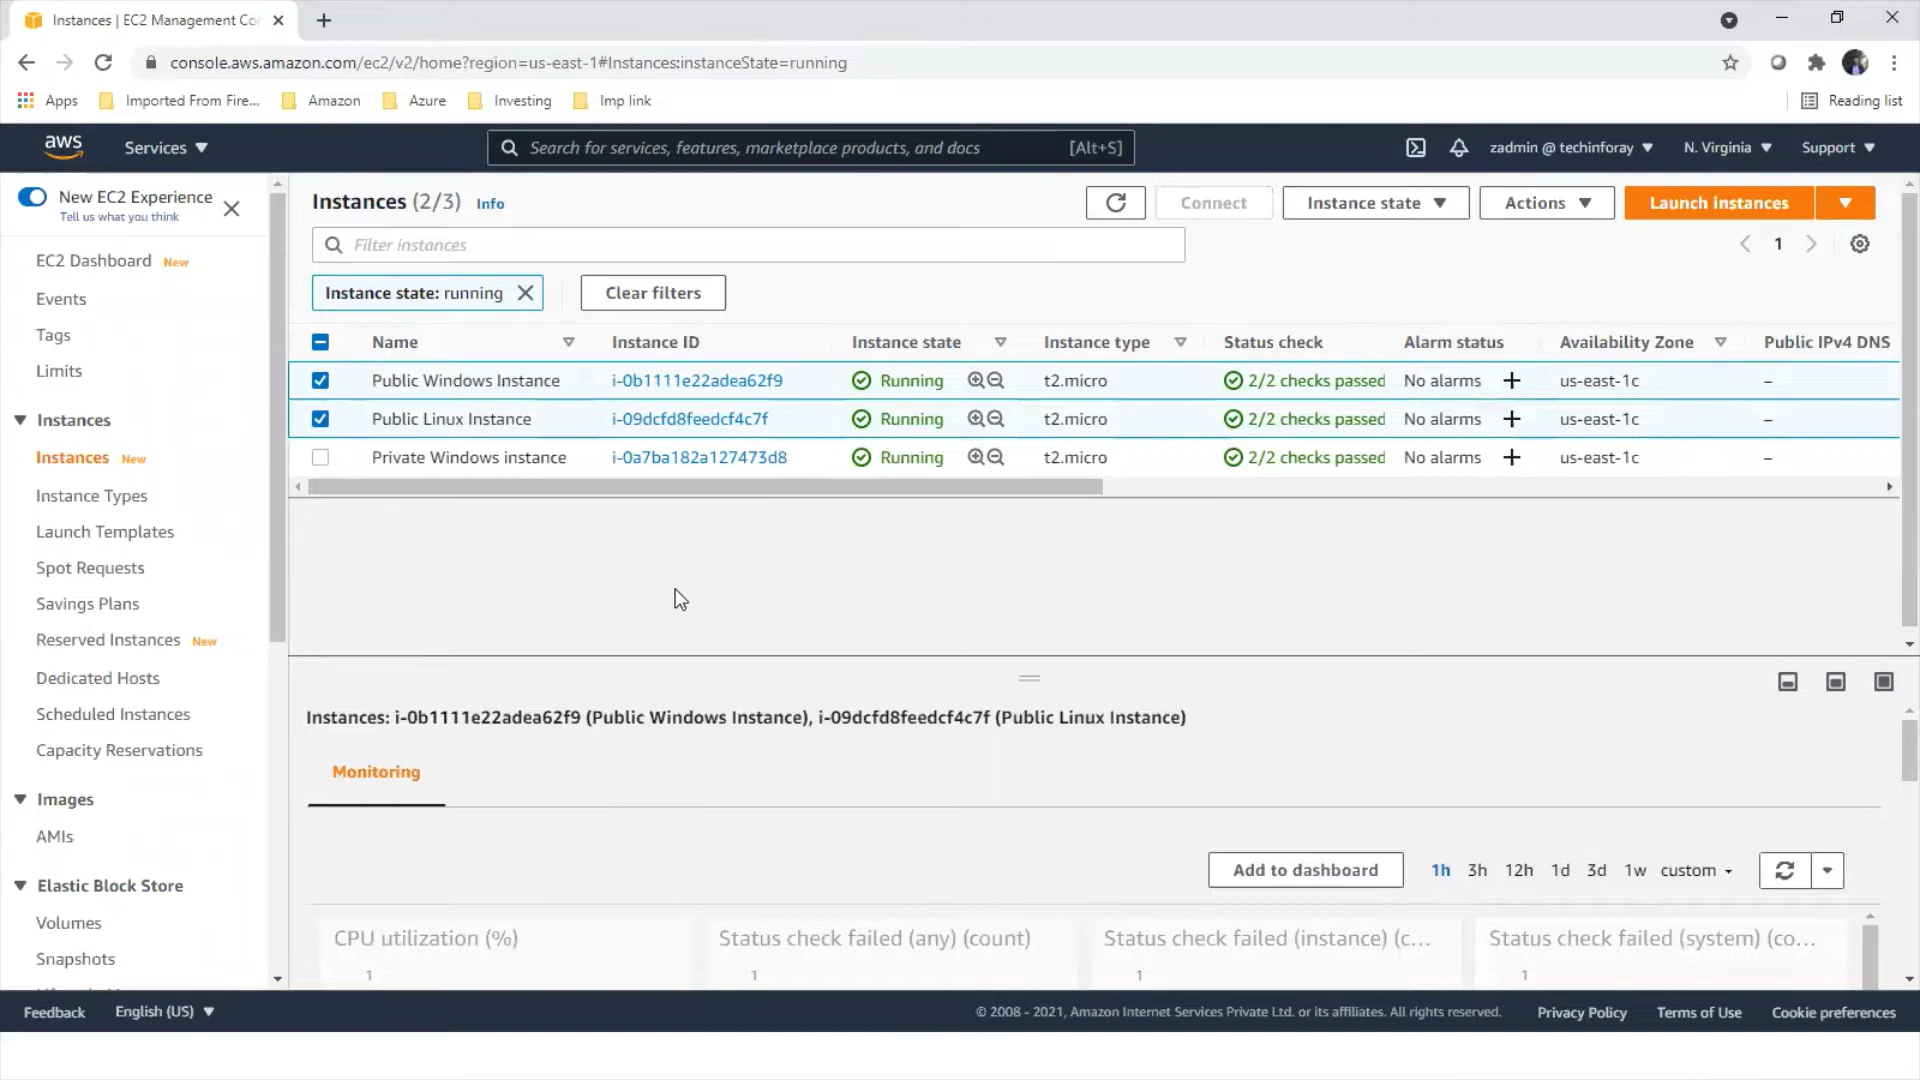 Instances | EC2 Management Co
console.aws.amazon.com/ec2/v2/home?region=us-east-1#Instances:instanceState=running
Apps Imported From Fire... Amazon Azure Investing Imp link Reading list
aws Services Search for services, features, marketplace products, and docs [Alt+S] zadmin @ techinforay N. Virginia Support
New EC2 Experience
Tell us what you think
EC2 Dashboard New
Events
Tags
Limits
Instances
Instances New
Instance Types
Launch Templates
Spot Requests
Savings Plans
Reserved Instances New
Dedicated Hosts
Scheduled Instances
Capacity Reservations
Images
AMIs
Elastic Block Store
Volumes
Snapshots
Instances (2/3) Info Connect Instance state Actions Launch instances
Filter instances 1
Instance state: running Clear filters
Name Instance ID Instance state Instance type Status check Alarm status Availability Zone Public IPv4 DNS
Public Windows Instance i-0b1111e22adea62f9 Running t2.micro 2/2 checks passed No alarms + us-east-1c –
Public Linux Instance i-09dcfd8feedcf4c7f Running t2.micro 2/2 checks passed No alarms + us-east-1c –
Private Windows instance i-0a7ba182a127473d8 Running t2.micro 2/2 checks passed No alarms + us-east-1c –
Instances: i-0b1111e22adea62f9 (Public Windows Instance), i-09dcfd8feedcf4c7f (Public Linux Instance)
Monitoring
Add to dashboard 1h 3h 12h 1d 3d 1w custom
CPU utilization (%) Status check failed (any) (count) Status check failed (instance) (c... Status check failed (system) (co...
1 1 1 1
Feedback English (US) © 2008 - 2021, Amazon Internet Services Private Ltd. or its affiliates. All rights reserved. Privacy Policy Terms of Use Cookie preferences